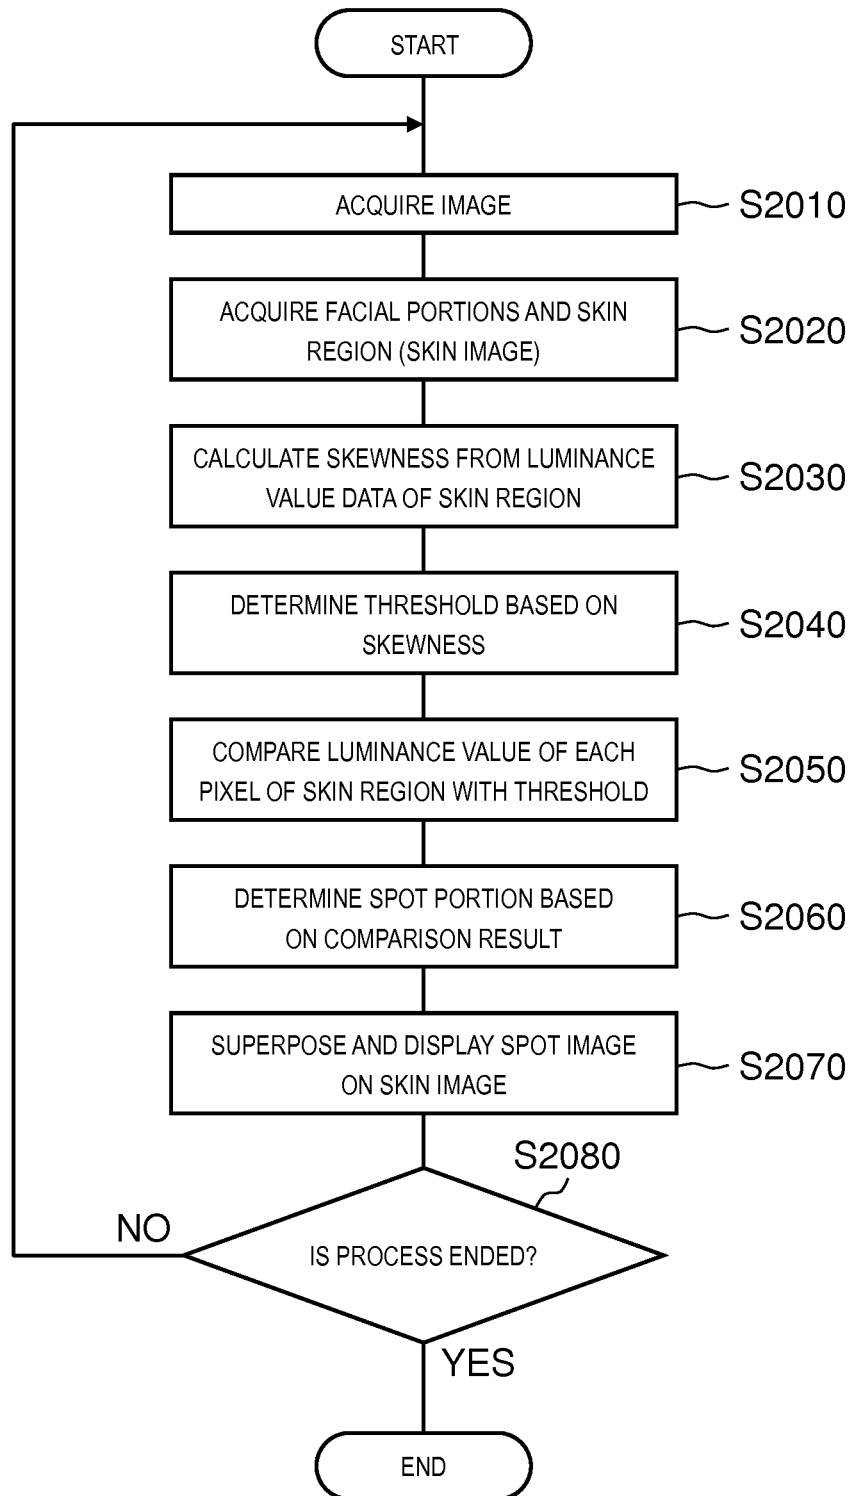 START
ACQUIRE IMAGE
S2010
ACQUIRE FACIAL PORTIONS AND SKIN
REGION (SKIN IMAGE)
S2020
CALCULATE SKEWNESS FROM LUMINANCE
VALUE DATA OF SKIN REGION
S2030
DETERMINE THRESHOLD BASED ON
SKEWNESS
S2040
COMPARE LUMINANCE VALUE OF EACH
PIXEL OF SKIN REGION WITH THRESHOLD
S2050
DETERMINE SPOT PORTION BASED
ON COMPARISON RESULT
S2060
SUPERPOSE AND DISPLAY SPOT IMAGE
ON SKIN IMAGE
S2070
S2080
NO
IS PROCESS ENDED?
YES
END